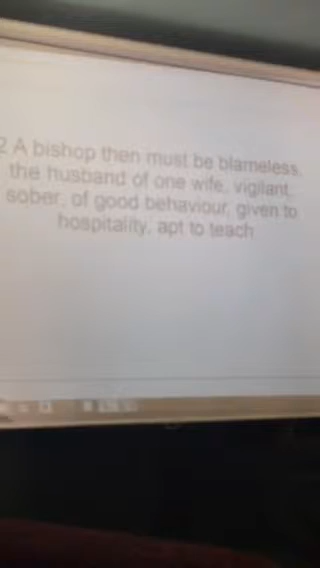 2 A bishop then must be blameless,
the husband of one wife, vigilant,
sober, of good behaviour, given to
hospitality, apt to teach